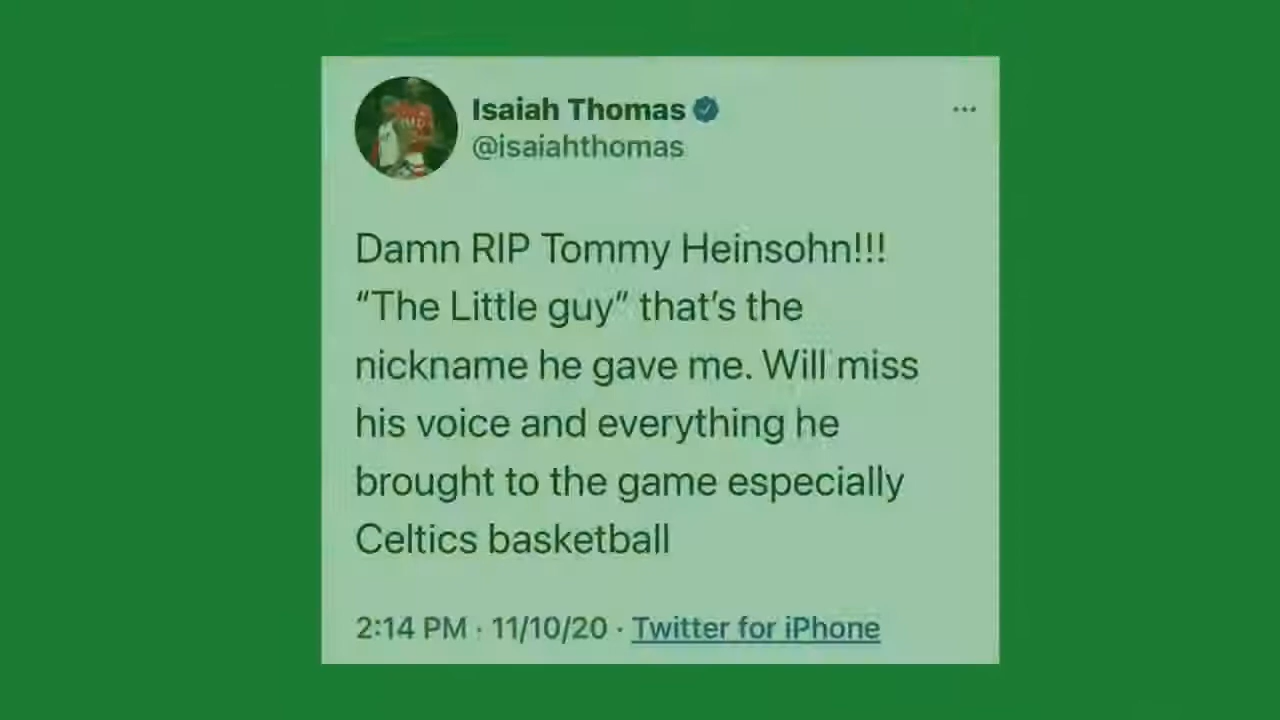 Isaiah Thomas
@isaiahthomas
Damn RIP Tommy Heinsohn!!!
“The Little guy” that’s the
nickname he gave me. Will miss
his voice and everything he
brought to the game especially
Celtics basketball
2:14 PM · 11/10/20 · Twitter for iPhone